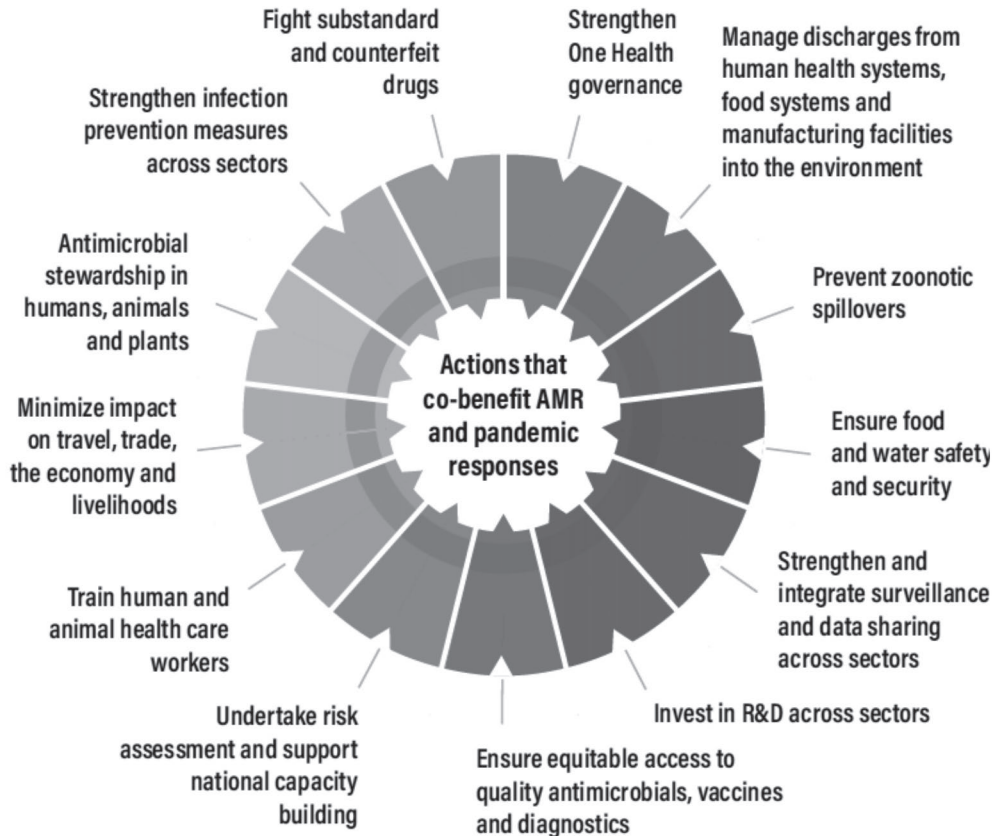 Fight substandard
and counterfeit
drugs
Strengthen
One Health
governance
Manage discharges from
human health systems,
food systems and
manufacturing facilities
into the environment
Strengthen infection
prevention measures
across sectors
Antimicrobial
stewardship in
humans, animals
and plants
Prevent zoonotic
spillovers
Actions that
co-benefit AMR
and pandemic
responses
Minimize impact
on travel, trade,
the economy and
livelihoods
Ensure food
and water safety
and security
Train human and
animal health care
workers
Strengthen and
integrate surveillance
and data sharing
across sectors
Undertake risk
assessment and support
national capacity
building
Ensure equitable access to
quality antimicrobials, vaccines
and diagnostics
Invest in R&D across sectors